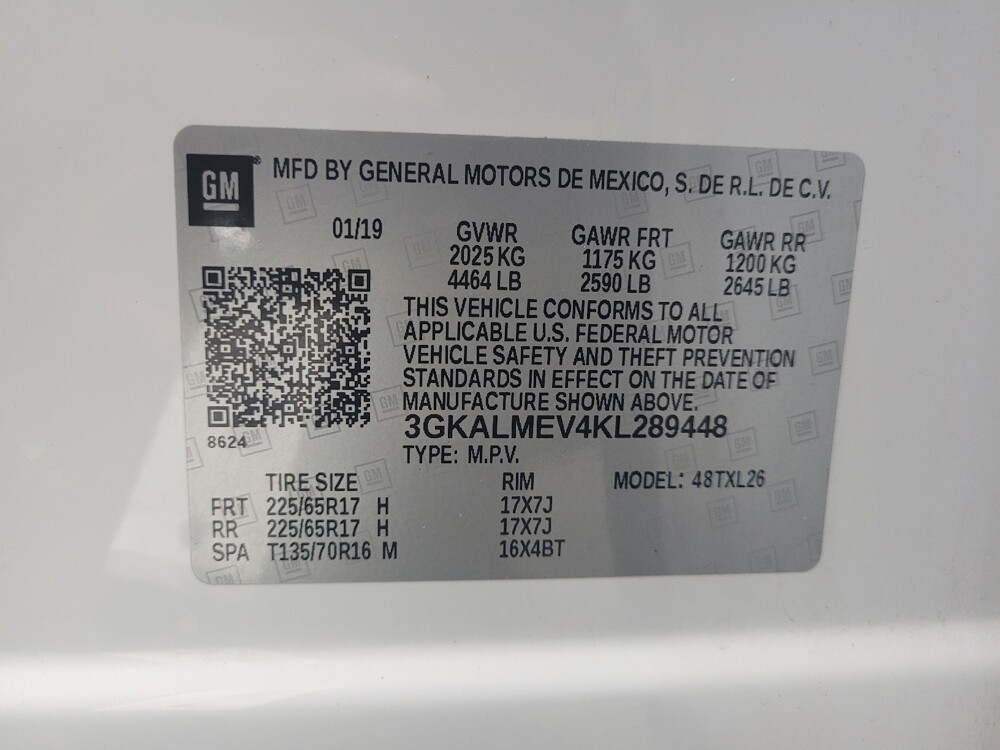 GM® MFD BY GENERAL MOTORS DE MEXICO, S. DE R.L. DE C.V.
01/19 GVWR GAWR FRT GAWR RR
2025 KG 1175 KG 1200 KG
4464 LB 2590 LB 2645 LB
THIS VEHICLE CONFORMS TO ALL
APPLICABLE U.S. FEDERAL MOTOR
VEHICLE SAFETY AND THEFT PREVENTION
STANDARDS IN EFFECT ON THE DATE OF
MANUFACTURE SHOWN ABOVE.
8624 3GKALMEV4KL289448
TYPE: M.P.V.
TIRE SIZE RIM MODEL: 48TXL26
FRT 225/65R17 H 17X7J
RR 225/65R17 H 17X7J
SPA T135/70R16 M 16X4BT